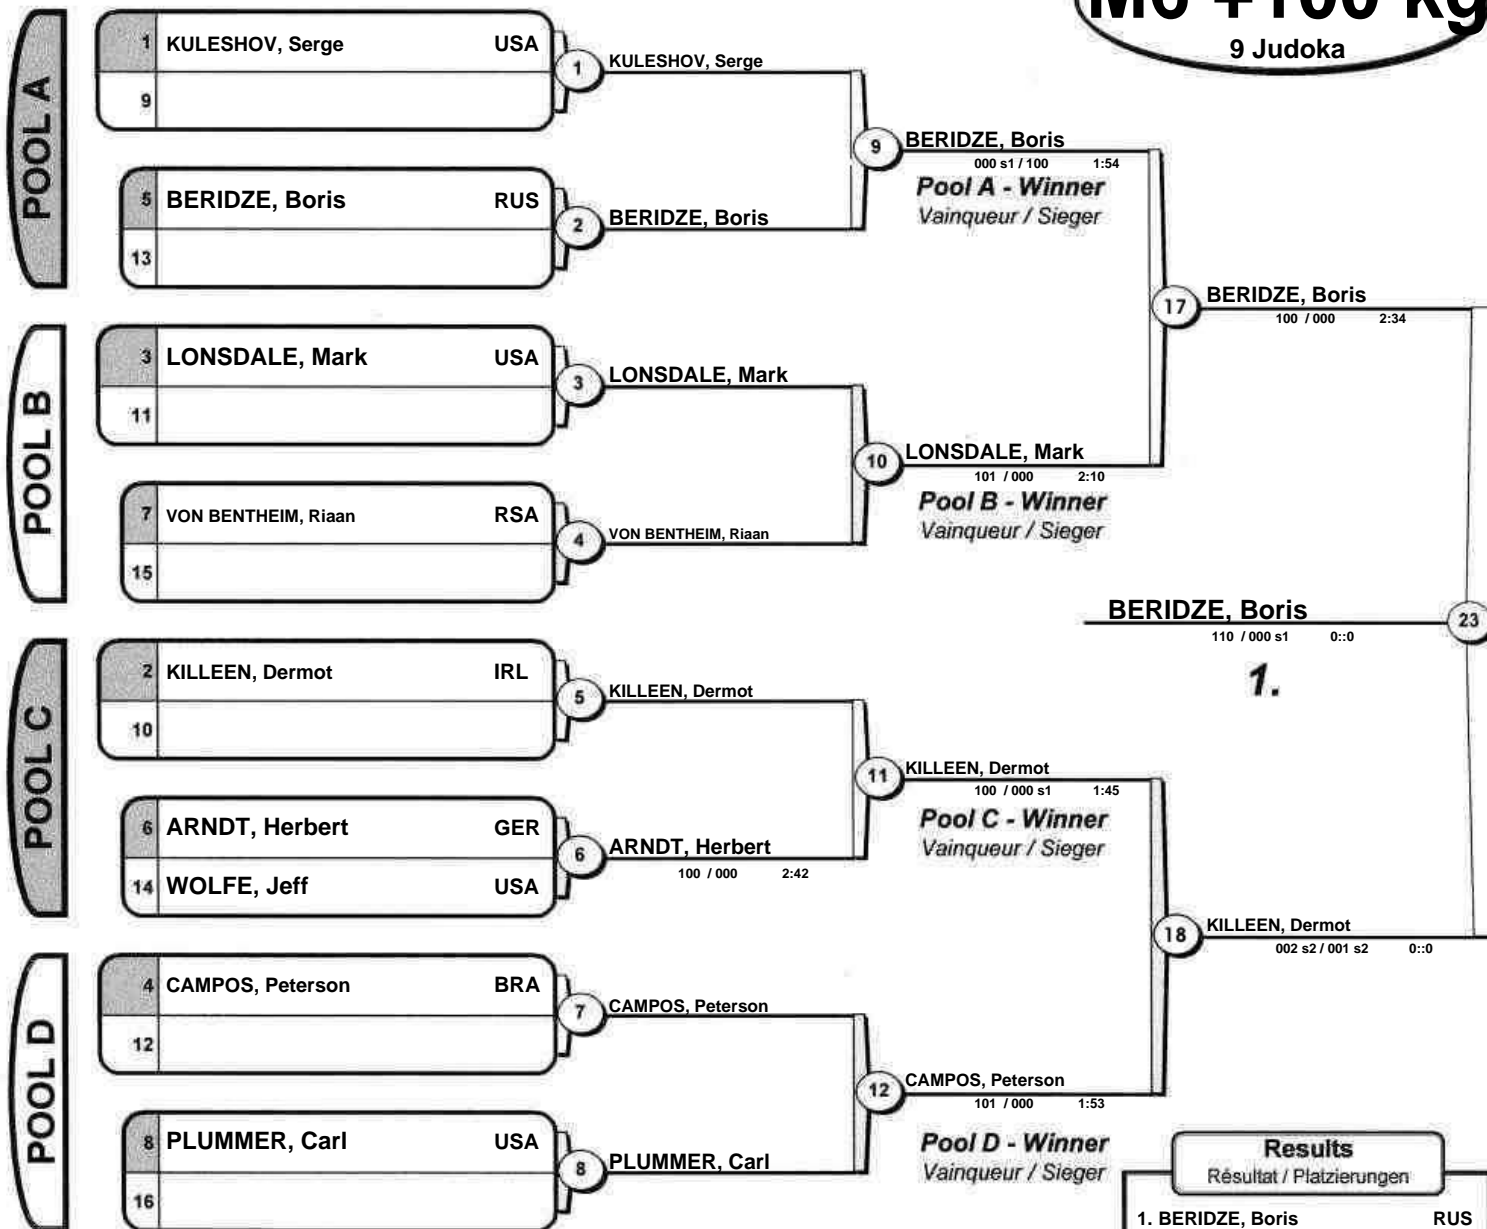 M6 +100 kg
9 Judoka
POOL A
1 KULESHOV, Serge USA
9
5 BERIDZE, Boris RUS
13
1 KULESHOV, Serge
2 BERIDZE, Boris
9 BERIDZE, Boris
000 s1 / 100 1:54
Pool A - Winner
Vainqueur / Sieger
POOL B
3 LONSDALE, Mark USA
11
7 VON BENTHEIM, Riaan RSA
15
3 LONSDALE, Mark
4 VON BENTHEIM, Riaan
10 LONSDALE, Mark
101 / 000 2:10
Pool B - Winner
Vainqueur / Sieger
17 BERIDZE, Boris
100 / 000 2:34
BERIDZE, Boris 23
110 / 000 s1 0::0
1.
POOL C
2 KILLEEN, Dermot IRL
10
6 ARNDT, Herbert GER
14 WOLFE, Jeff USA
5 KILLEEN, Dermot
6 ARNDT, Herbert
100 / 000 2:42
11 KILLEEN, Dermot
100 / 000 s1 1:45
Pool C - Winner
Vainqueur / Sieger
18 KILLEEN, Dermot
002 s2 / 001 s2 0::0
POOL D
4 CAMPOS, Peterson BRA
12
8 PLUMMER, Carl USA
16
7 CAMPOS, Peterson
8 PLUMMER, Carl
12 CAMPOS, Peterson
101 / 000 1:53
Pool D - Winner
Vainqueur / Sieger
Results
Résultat / Platzierungen
1. BERIDZE, Boris RUS